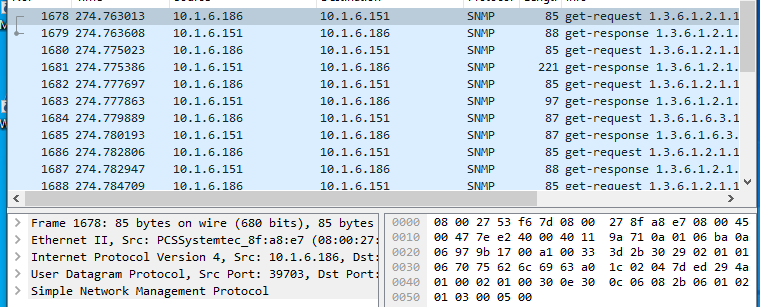 1678 274.763013 10.1.6.186 10.1.6.151 SNMP 85 get-request 1.3.6.1.2.1.1
1679 274.763608 10.1.6.151 10.1.6.186 SNMP 88 get-response 1.3.6.1.2.1.
1680 274.775023 10.1.6.186 10.1.6.151 SNMP 85 get-request 1.3.6.1.2.1.1
1681 274.775386 10.1.6.151 10.1.6.186 SNMP 221 get-response 1.3.6.1.2.1.
1682 274.777697 10.1.6.186 10.1.6.151 SNMP 85 get-request 1.3.6.1.2.1.1
1683 274.777863 10.1.6.151 10.1.6.186 SNMP 97 get-response 1.3.6.1.2.1.
1684 274.779889 10.1.6.186 10.1.6.151 SNMP 87 get-request 1.3.6.1.6.3.1
1685 274.780193 10.1.6.151 10.1.6.186 SNMP 87 get-response 1.3.6.1.6.3.
1686 274.782806 10.1.6.186 10.1.6.151 SNMP 85 get-request 1.3.6.1.2.1.1
1687 274.782947 10.1.6.151 10.1.6.186 SNMP 88 get-response 1.3.6.1.2.1.
1688 274.784709 10.1.6.186 10.1.6.151 SNMP 85 get-request 1.3.6.1.2.1.1
Frame 1678: 85 bytes on wire (680 bits), 85 bytes
Ethernet II, Src: PCSSystemtec_8f:a8:e7 (08:00:27:
Internet Protocol Version 4, Src: 10.1.6.186, Dst:
User Datagram Protocol, Src Port: 39703, Dst Port:
Simple Network Management Protocol
0000 08 00 27 53 f6 7d 08 00 27 8f a8 e7 08 00 45
0010 00 47 7e e2 40 00 40 11 9a 71 0a 01 06 ba 0a
0020 06 97 9b 17 00 a1 00 33 3d 2b 30 29 02 01 01
0030 06 70 75 62 6c 69 63 a0 1c 02 04 7d ed 29 4a
0040 01 00 02 01 00 30 0e 30 0c 06 08 2b 06 01 02
0050 01 03 00 05 00